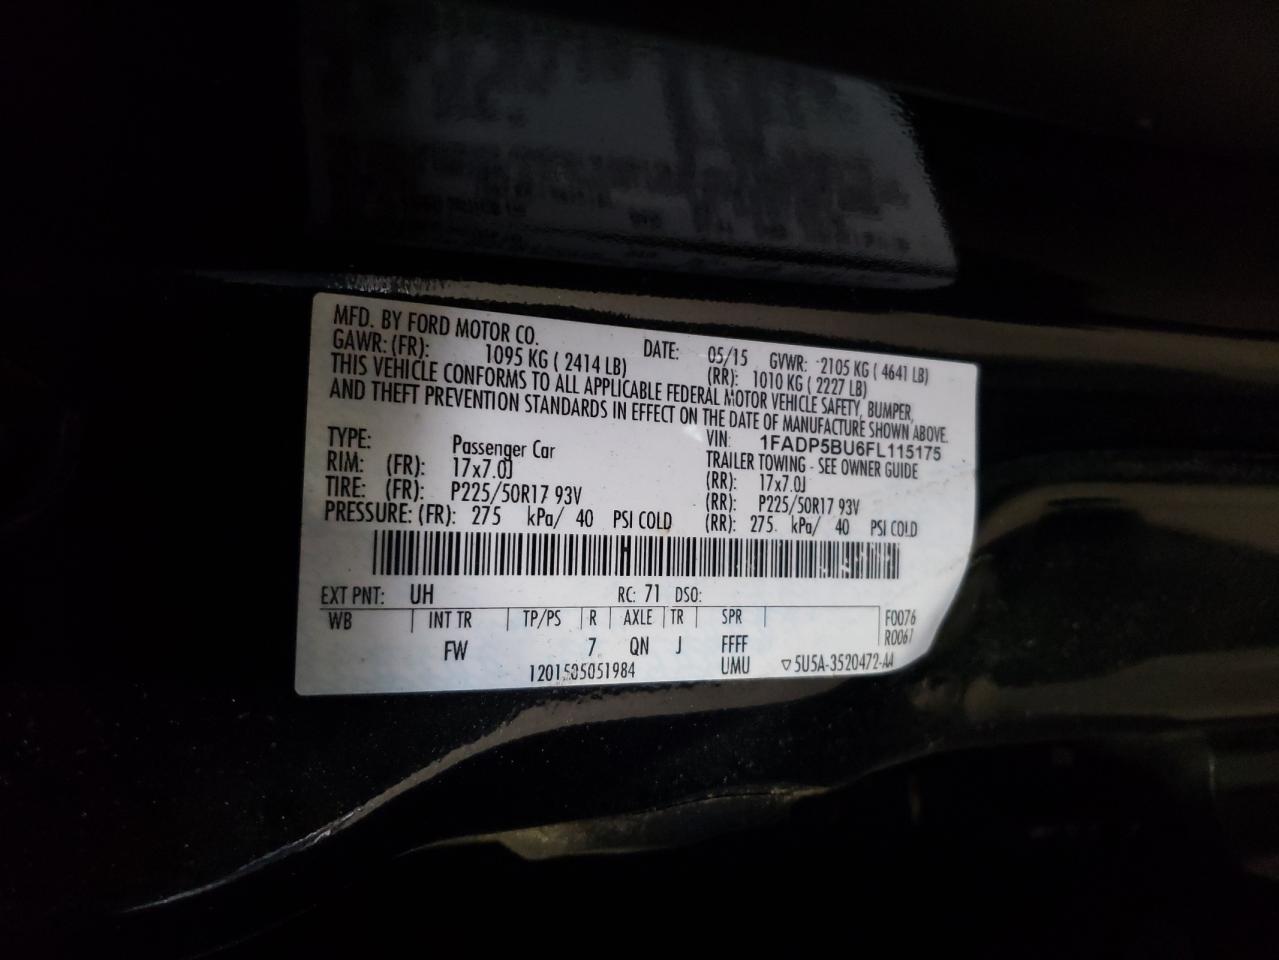 MFD. BY FORD MOTOR CO.
DATE: 05/15 GVWR: 2105 KG ( 4641 LB)
GAWR: (FR): 1095 KG ( 2414 LB) (RR): 1010 KG ( 2227 LB)
THIS VEHICLE CONFORMS TO ALL APPLICABLE FEDERAL MOTOR VEHICLE SAFETY, BUMPER,
AND THEFT PREVENTION STANDARDS IN EFFECT ON THE DATE OF MANUFACTURE SHOWN ABOVE.
VIN: 1FADP5BU6FL115175
TYPE: Passenger Car TRAILER TOWING - SEE OWNER GUIDE
RIM: (FR): 17x7.0J (RR): 17x7.0J
TIRE: (FR): P225/50R17 93V (RR): P225/50R17 93V
PRESSURE: (FR): 275 kPa/ 40 PSI COLD (RR): 275 kPa/ 40 PSI COLD
EXT PNT: UH RC: 71 DSO:
WB INT TR TP/PS R AXLE TR SPR F0076
FW 7 QN J FFFF
UMU ▽5U5A-3520472-AA